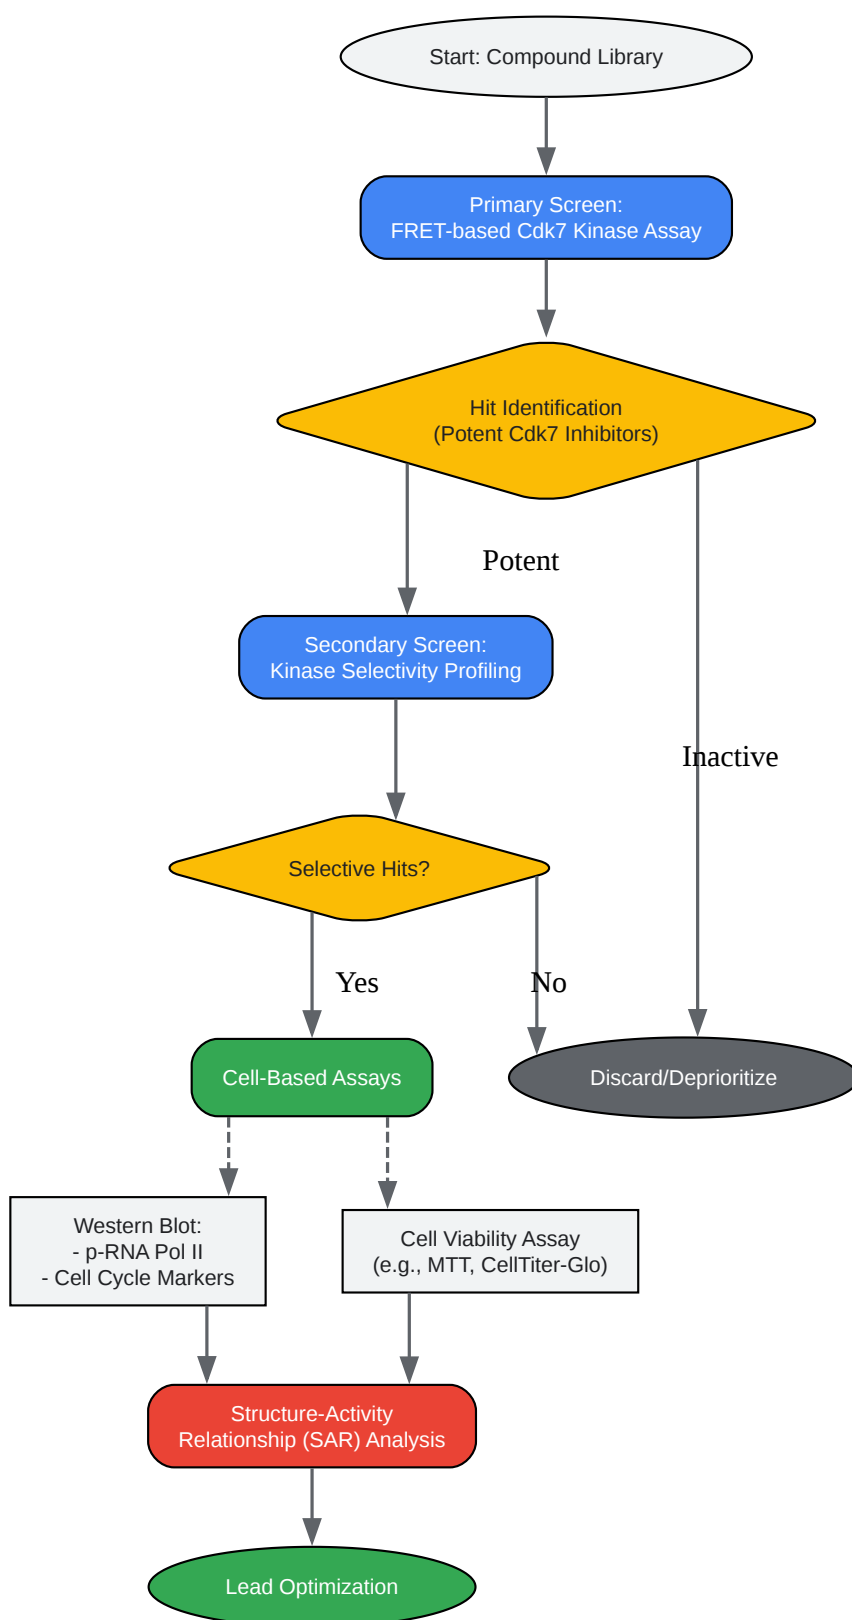 Start: Compound Library
Primary Screen:
FRET-based Cdk7 Kinase Assay
Hit Identification
(Potent Cdk7 Inhibitors)
Potent
Secondary Screen:
Kinase Selectivity Profiling
Inactive
Selective Hits?
Yes
No
Cell-Based Assays
Discard/Deprioritize
Western Blot:
- p-RNA Pol II
- Cell Cycle Markers
Cell Viability Assay
(e.g., MTT, CellTiter-Glo)
Structure-Activity
Relationship (SAR) Analysis
Lead Optimization